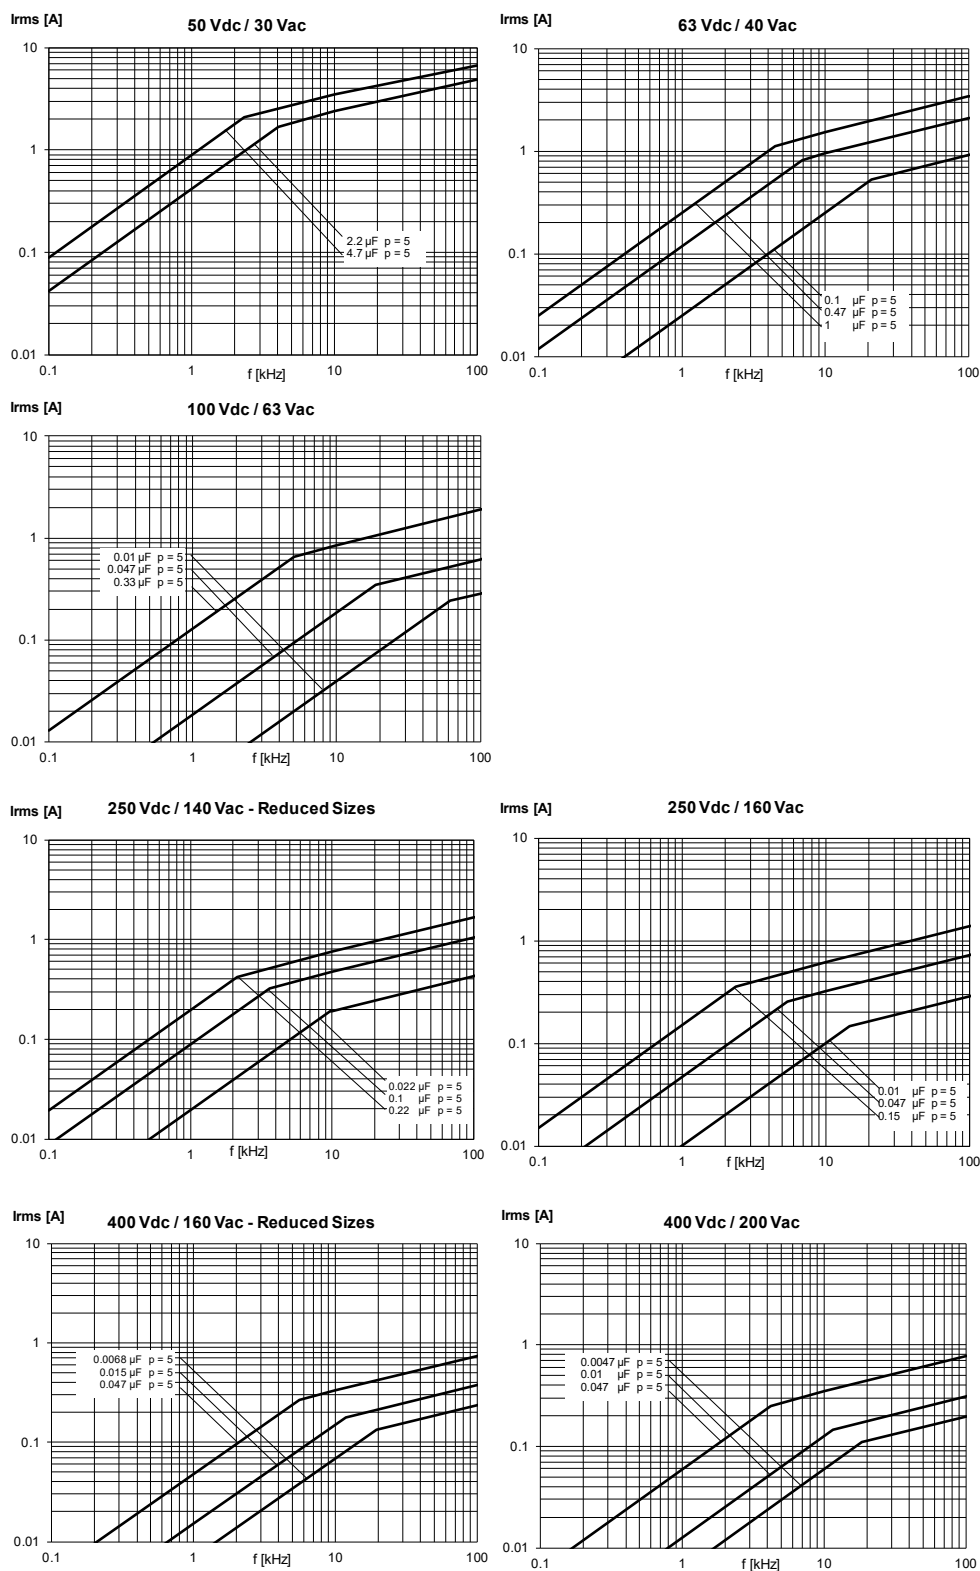 Irms [A]
50 Vdc / 30 Vac
10
1
0.1
0.01
2.2 µF p = 5
4.7 µF p = 5
0.1
1
10
100
f [kHz]
Irms [A]
63 Vdc / 40 Vac
10
1
0.1
0.01
0.1 µF p = 5
0.47 µF p = 5
1 µF p = 5
0.1
1
10
100
f [kHz]
Irms [A]
100 Vdc / 63 Vac
10
1
0.1
0.01
0.01 µF p = 5
0.047 µF p = 5
0.33 µF p = 5
0.1
1
10
100
f [kHz]
Irms [A]
250 Vdc / 140 Vac - Reduced Sizes
10
1
0.1
0.01
0.022 µF p = 5
0.1 µF p = 5
0.22 µF p = 5
0.1
1
10
100
f [kHz]
Irms [A]
250 Vdc / 160 Vac
10
1
0.1
0.01
0.01 µF p = 5
0.047 µF p = 5
0.15 µF p = 5
0.1
1
10
100
f [kHz]
Irms [A]
400 Vdc / 160 Vac - Reduced Sizes
10
1
0.1
0.01
0.0068 µF p = 5
0.015 µF p = 5
0.047 µF p = 5
0.1
1
10
100
f [kHz]
Irms [A]
400 Vdc / 200 Vac
10
1
0.1
0.01
0.0047 µF p = 5
0.01 µF p = 5
0.047 µF p = 5
0.1
1
10
100
f [kHz]